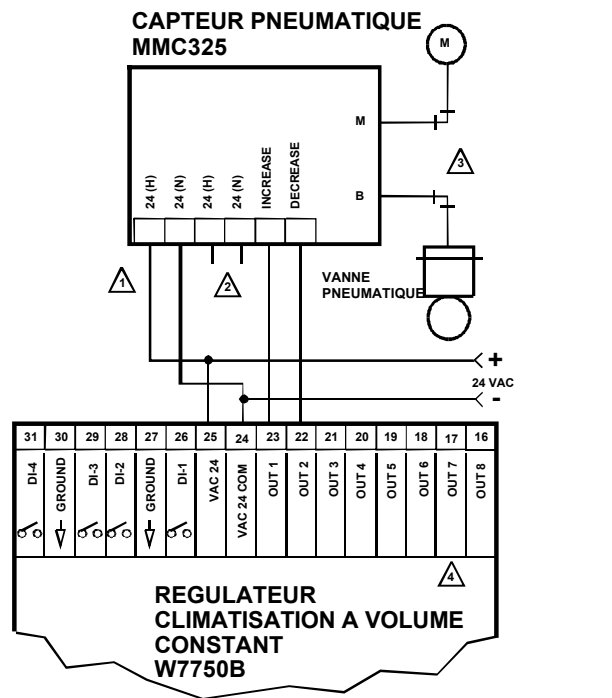 CAPTEUR PNEUMATIQUE
MMC325
M
M
24 (H)
24 (N)
24 (H)
24 (N)
INCREASE
DECREASE
B
3
1
2
VANNE
PNEUMATIQUE
+
24 VAC
-
31 30 29 28 27 26 25 24 23 22 21 20 19 18 17 16
DI-4
GROUND
DI-3
DI-2
GROUND
DI-1
VAC 24
VAC 24 COM
OUT 1
OUT 2
OUT 3
OUT 4
OUT 5
OUT 6
OUT 7
OUT 8
4
REGULATEUR
CLIMATISATION A VOLUME
CONSTANT
W7750B